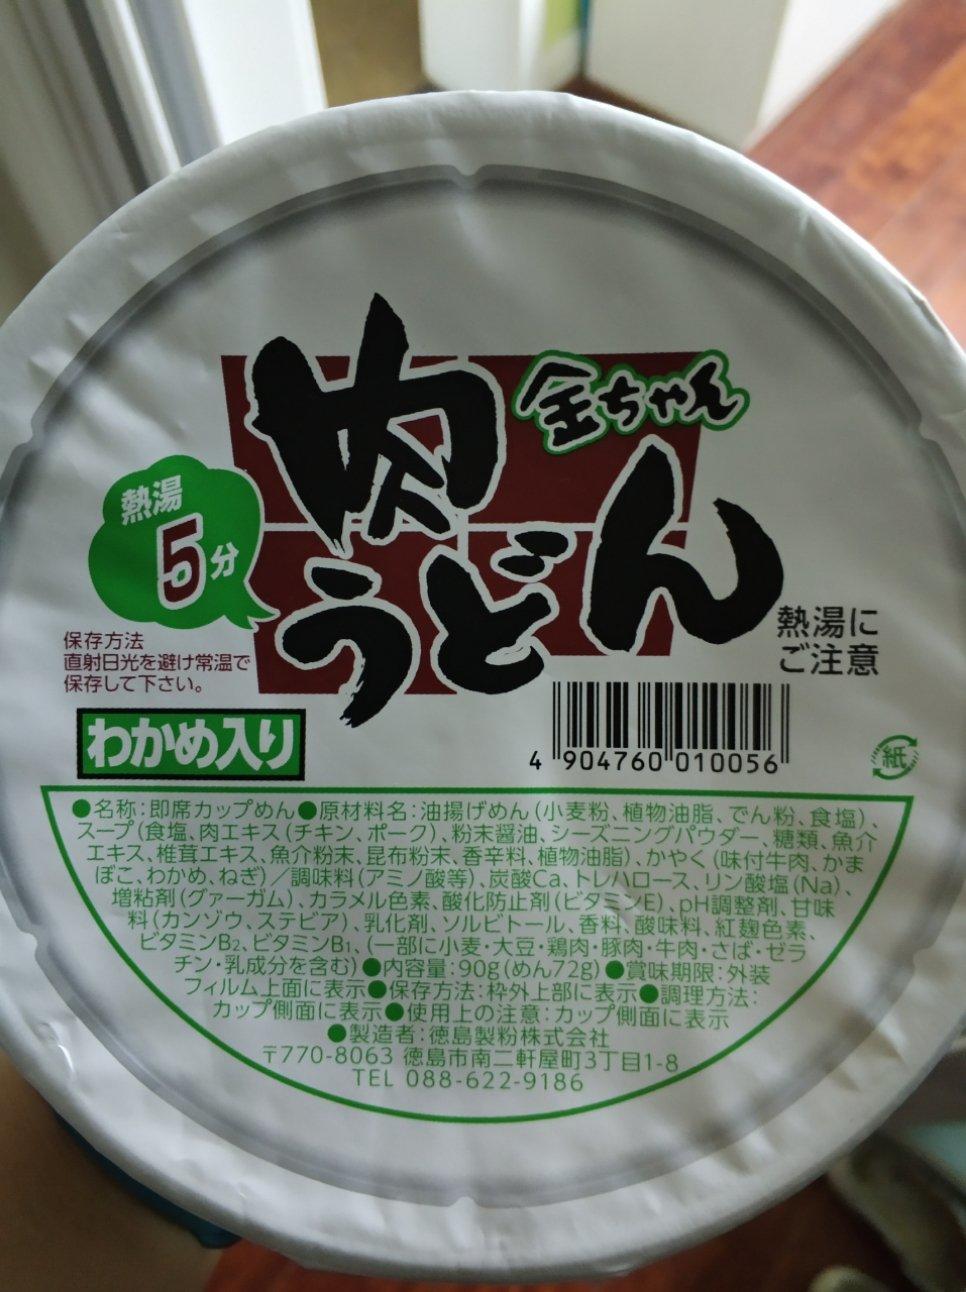 金ちゃん
肉
うどん
熱湯
5分
保存方法
直射日光を避け常温で
保存して下さい。
熱湯に
ご注意
わかめ入り
4 904760 010056
紙
●名称:即席カップめん●原材料名:油揚げめん(小麦粉、植物油脂、でん粉、食塩)、
スープ(食塩、肉エキス(チキン、ポーク)、粉末醤油、シーズニングパウダー、糖類、魚介
エキス、椎茸エキス、魚介粉末、昆布粉末、香辛料、植物油脂)、かやく(味付牛肉、かま
ぼこ、わかめ、ねぎ)／調味料(アミノ酸等)、炭酸Ca、トレハロース、リン酸塩(Na)、
増粘剤(グァーガム)、カラメル色素、酸化防止剤(ビタミンE)、pH調整剤、甘味
料(カンゾウ、ステビア)、乳化剤、ソルビトール、香料、酸味料、紅麹色素、
ビタミンB₂、ビタミンB₁、(一部に小麦・大豆・鶏肉・豚肉・牛肉・さば・ゼラ
チン・乳成分を含む)●内容量:90g(めん72g)●賞味期限:外装
フィルム上面に表示●保存方法:枠外上部に表示●調理方法:
カップ側面に表示●使用上の注意:カップ側面に表示
●製造者:徳島製粉株式会社
〒770-8063 徳島市南二軒屋町3丁目1-8
TEL 088-622-9186